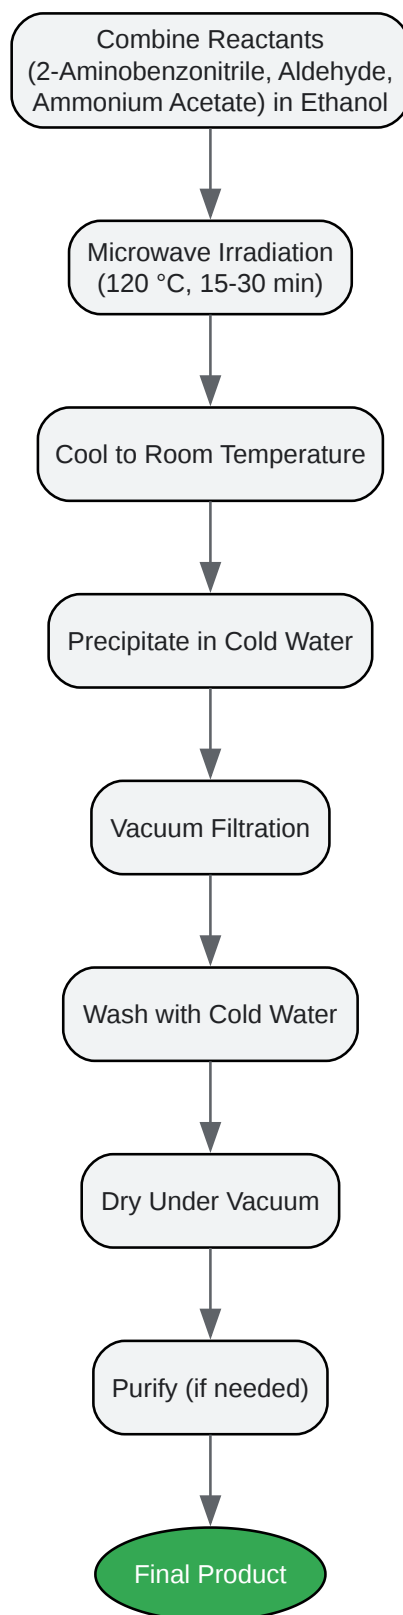 Combine Reactants
(2-Aminobenzonitrile, Aldehyde,
Ammonium Acetate) in Ethanol
Microwave Irradiation
(120 °C, 15-30 min)
Cool to Room Temperature
Precipitate in Cold Water
Vacuum Filtration
Wash with Cold Water
Dry Under Vacuum
Purify (if needed)
Final Product